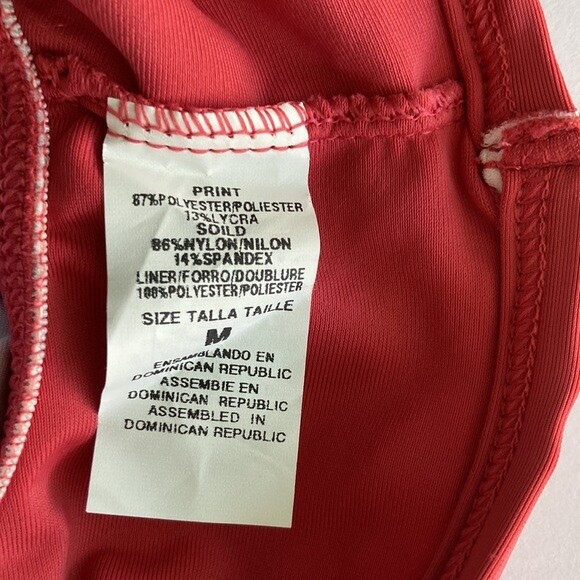 PRINT
87%POLYESTER/POLIESTER
13%LYCRA
SOILD
86%NYLON/NILON
14%SPANDEX
LINER/FORRO/DOUBLURE
100%POLYESTER/POLIESTER
SIZE TALLA TAILLE
M
ENSAMBLANDO EN
DOMINICAN REPUBLIC
ASSEMBIE EN
DOMINICAN REPUBLIC
ASSEMBLED IN
DOMINICAN REPUBLIC